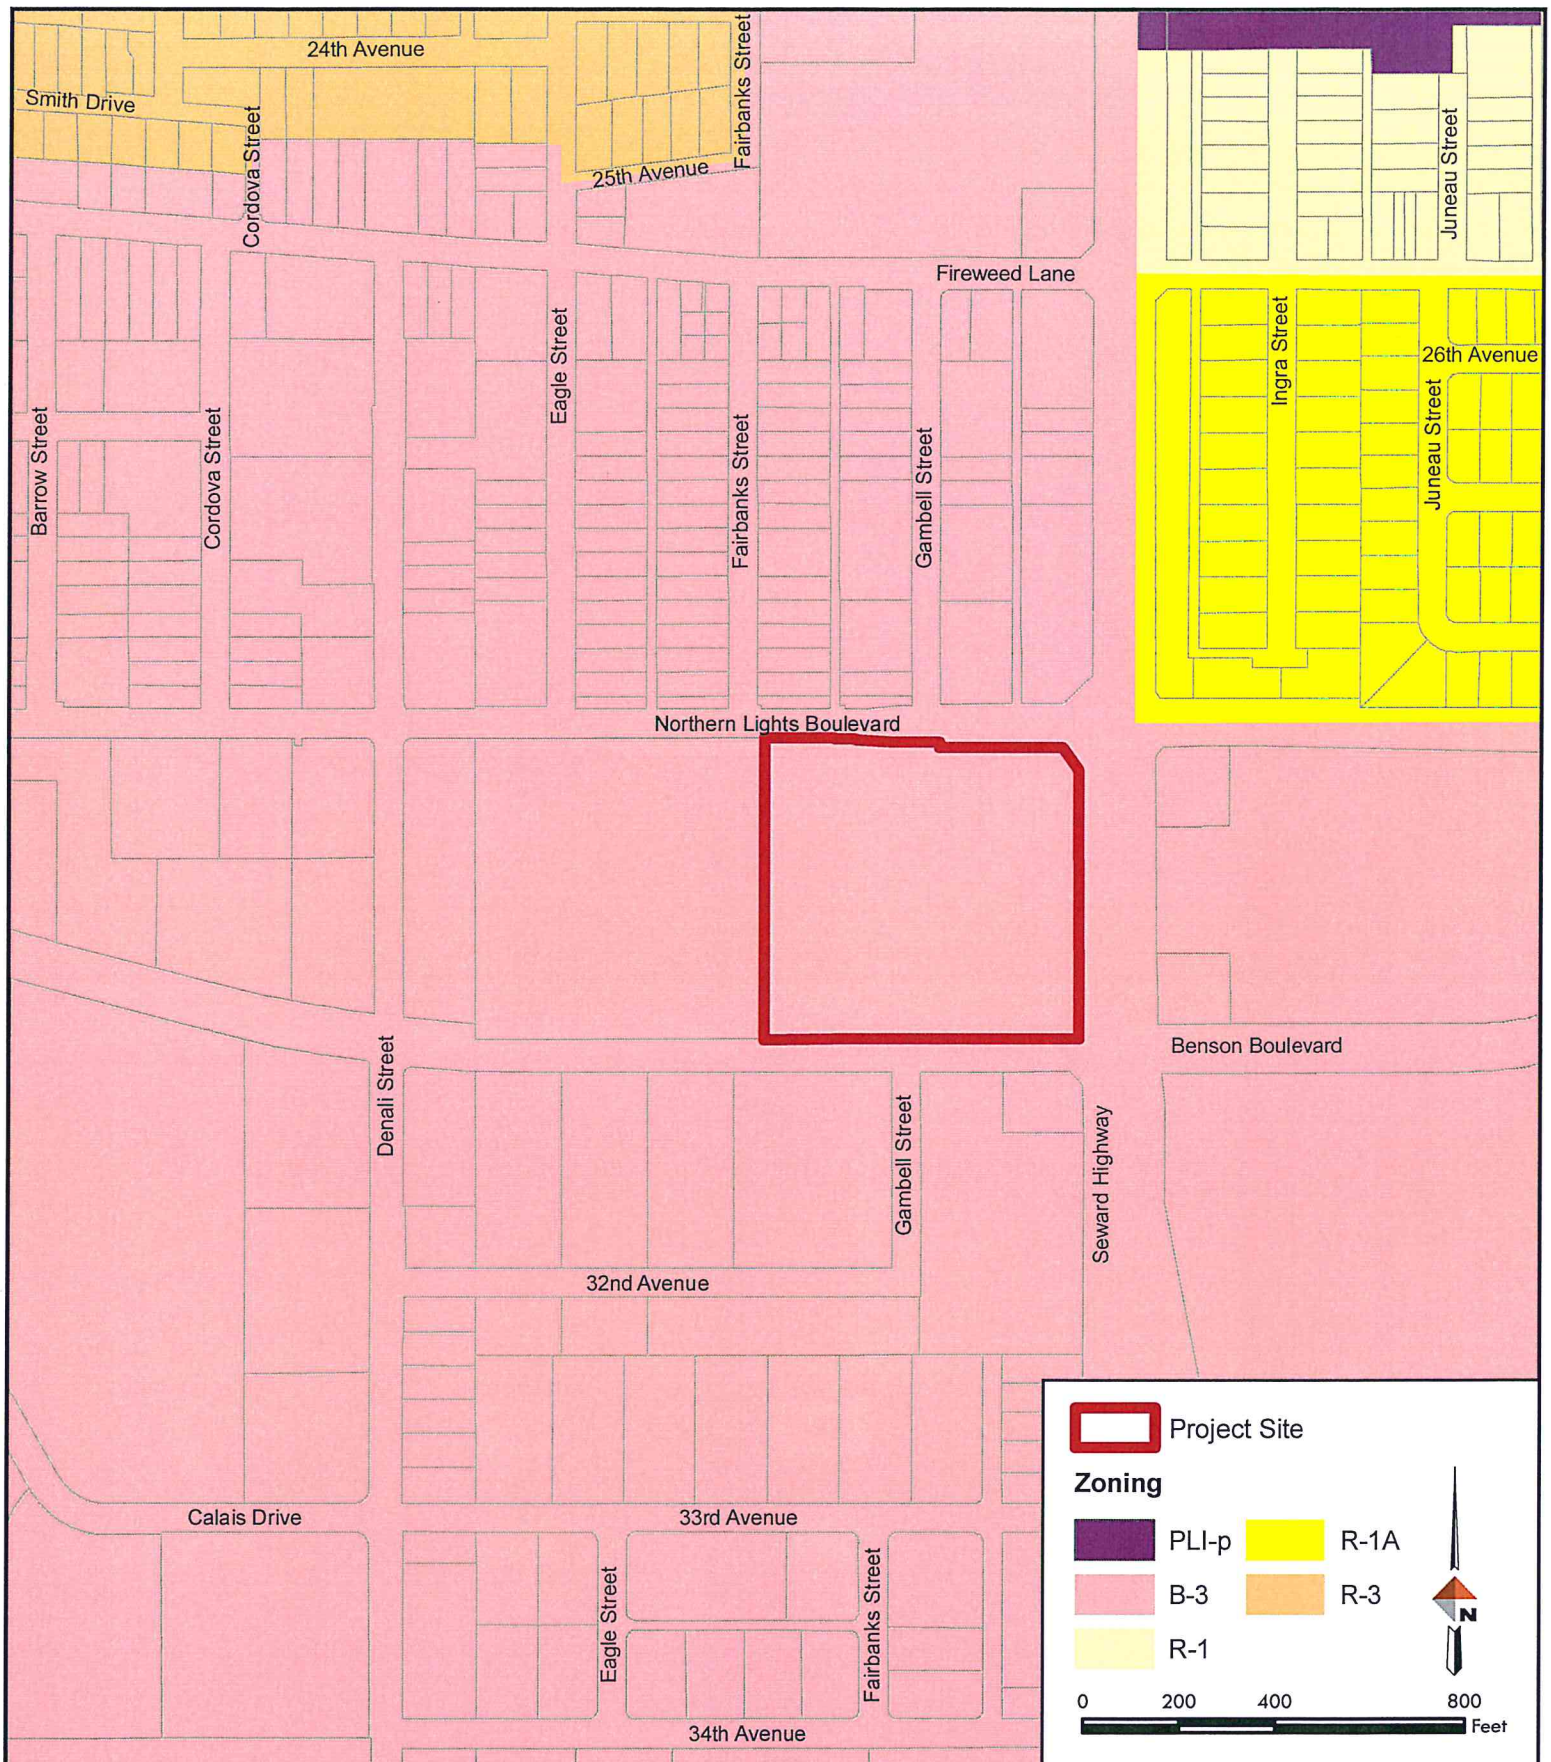 24th Avenue
Smith Drive
Cordova Street
Fairbanks Street
25th Avenue
Juneau Street
Fireweed Lane
Eagle Street
Ingra Street
26th Avenue
Barrow Street
Cordova Street
Fairbanks Street
Gambell Street
Juneau Street
Northern Lights Boulevard
Benson Boulevard
Denali Street
Gambell Street
Seward Highway
32nd Avenue
Calais Drive
33rd Avenue
Eagle Street
Fairbanks Street
34th Avenue
Project Site
Zoning
PLI-p
R-1A
B-3
R-3
R-1
N
0 200 400 800
Feet